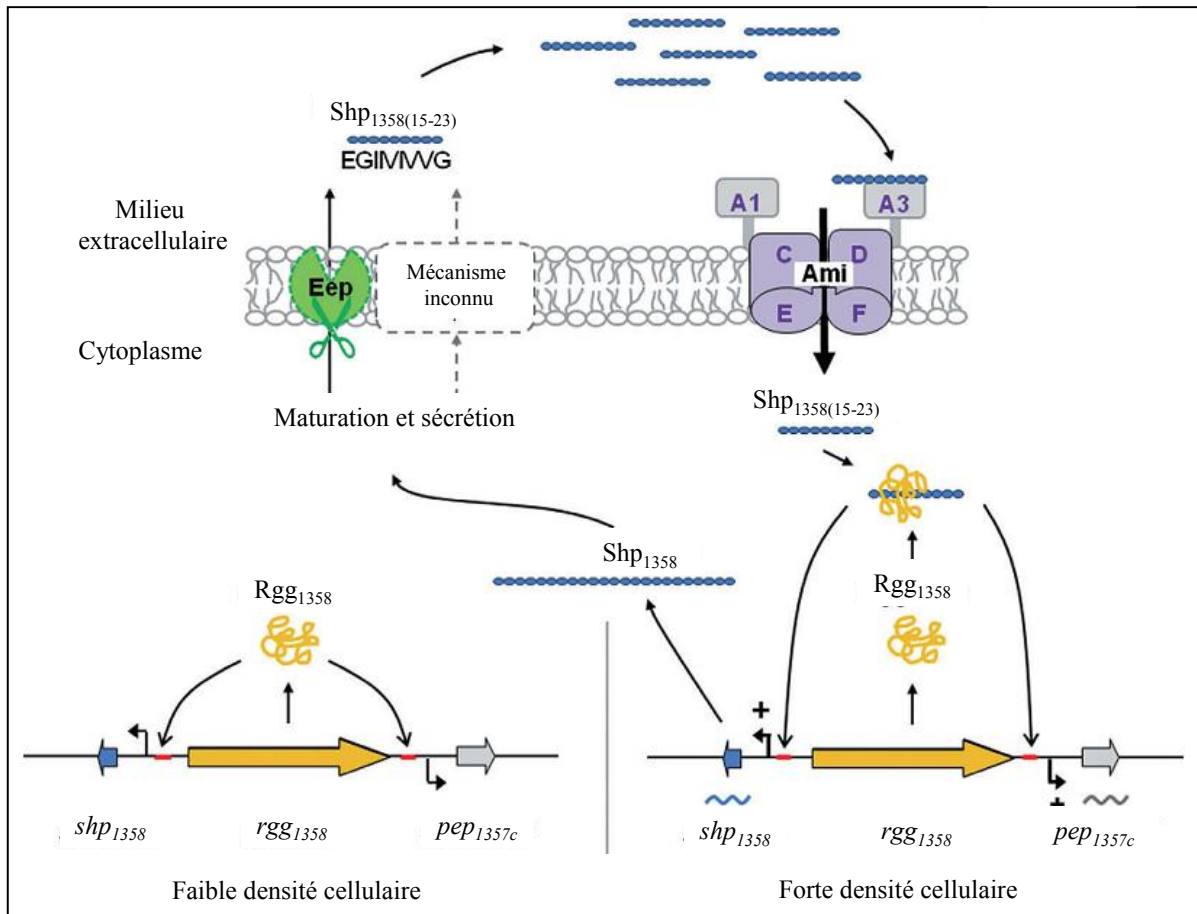 Shp1358(15-23)
EGIIVIVVVG
Milieu
extracellulaire
A1
A3
C
D
Ami
E
F
Eep
Mécanisme
inconnu
Cytoplasme
Maturation et sécrétion
Shp1358(15-23)
Shp1358
Rgg1358
Rgg1358
+
+
shp1358
rgg1358
pep1357c
shp1358
rgg1358
pep1357c
Faible densité cellulaire
Forte densité cellulaire